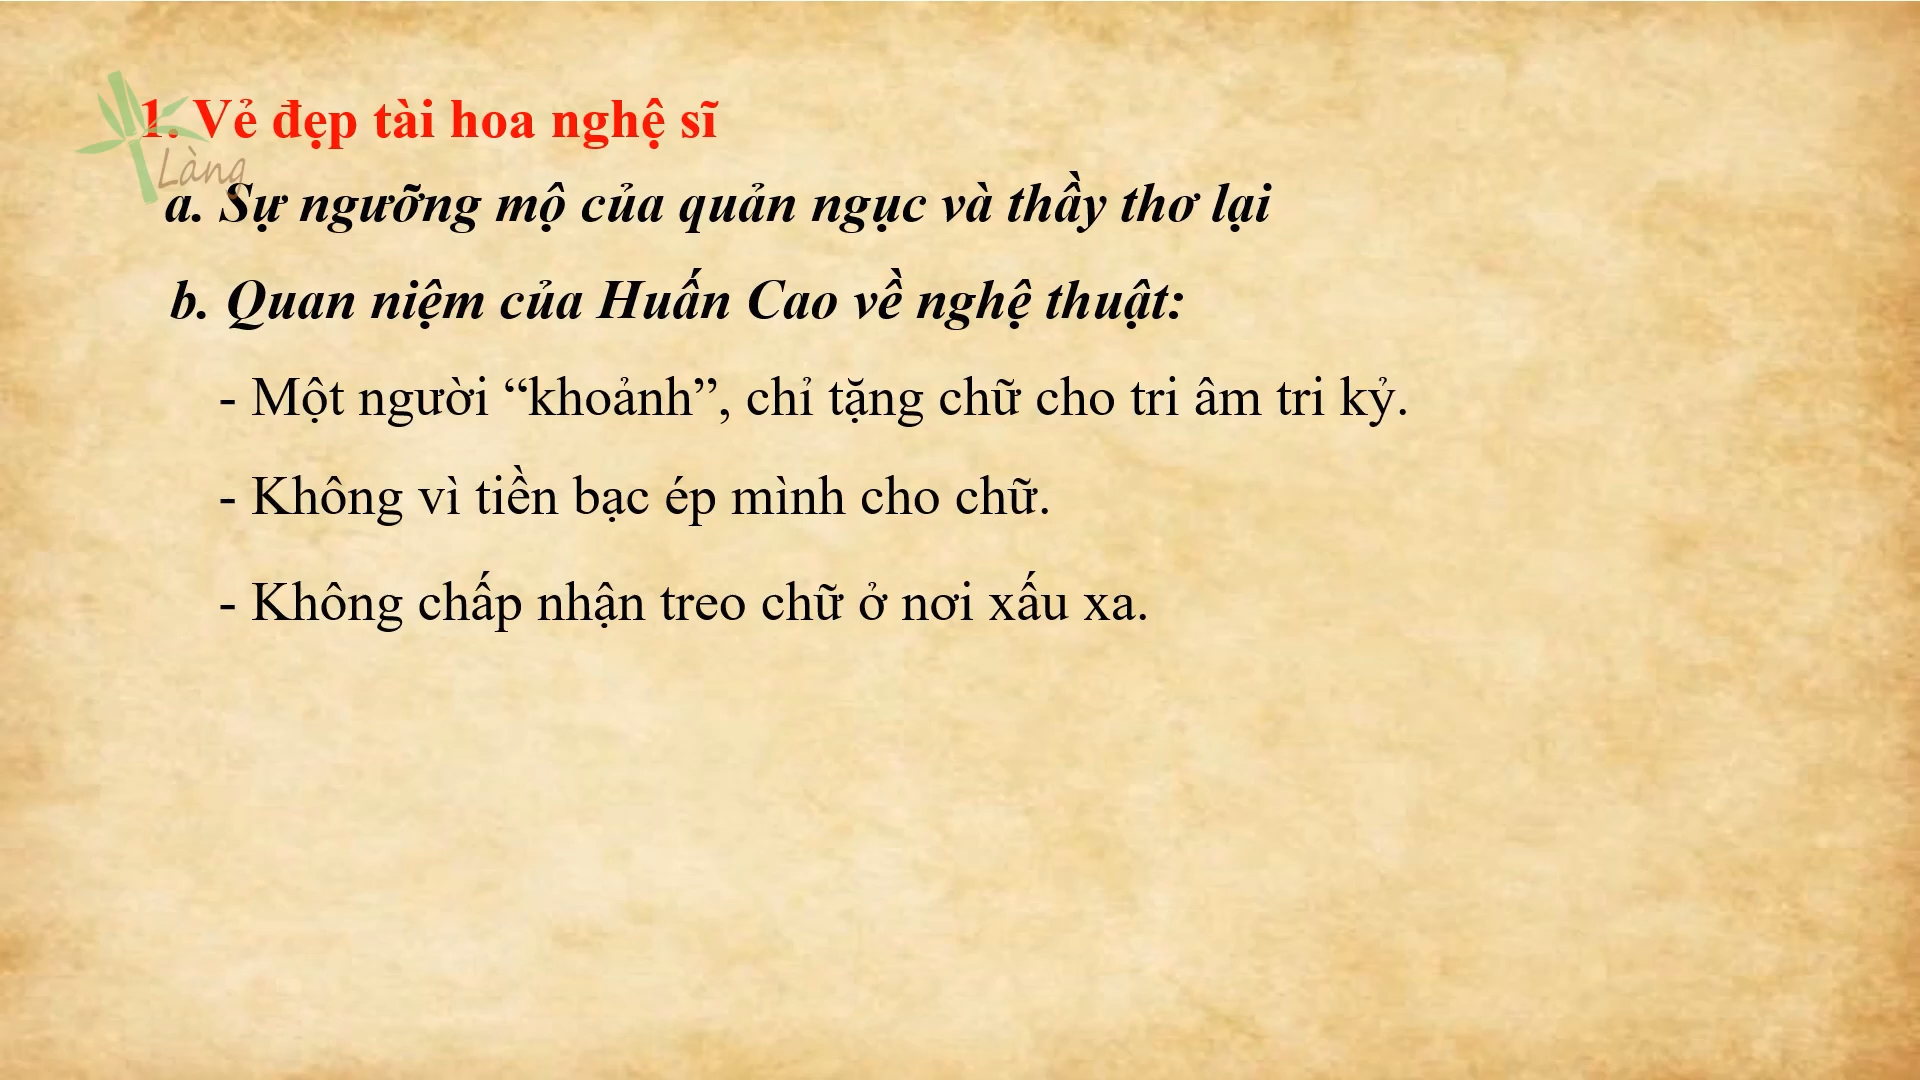 1. Vẻ đẹp tài hoa nghệ sĩ
Làng
a. Sự ngưỡng mộ của quản ngục và thầy thơ lại
b. Quan niệm của Huấn Cao về nghệ thuật:
- Một người “khoảnh”, chỉ tặng chữ cho tri âm tri kỷ.
- Không vì tiền bạc ép mình cho chữ.
- Không chấp nhận treo chữ ở nơi xấu xa.